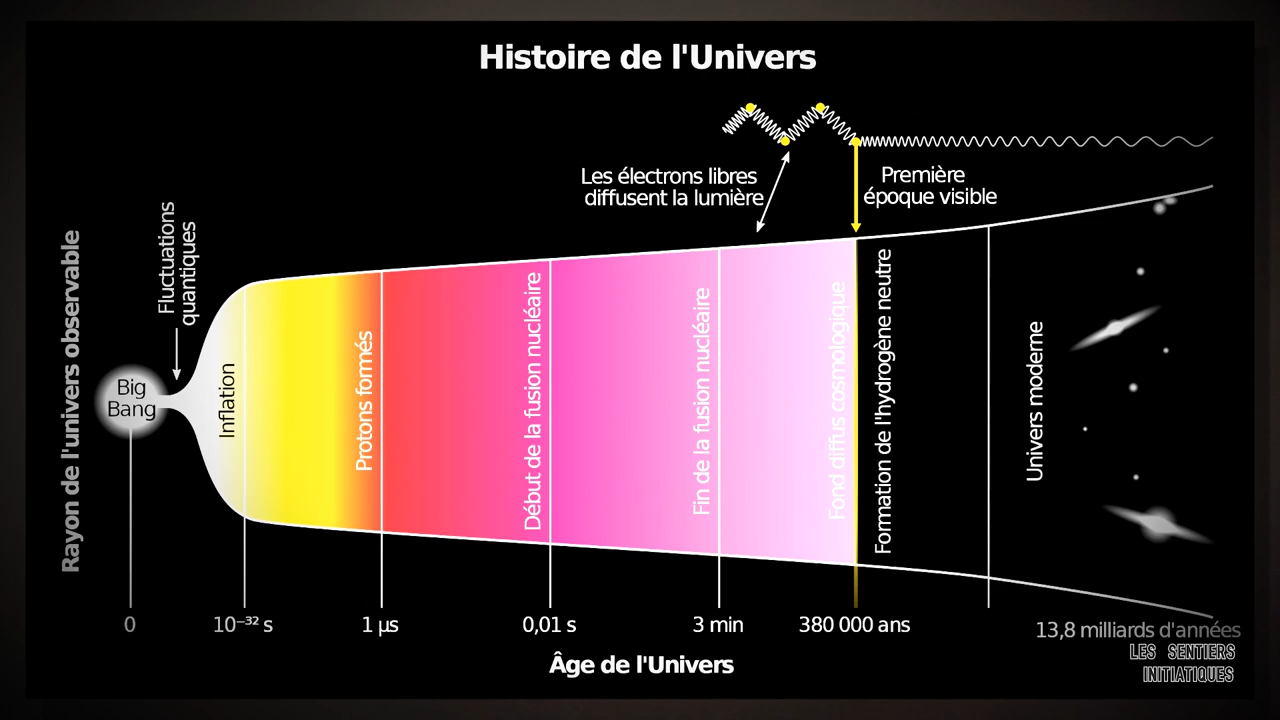 Histoire de l'Univers
Les électrons libres
diffusent la lumière
Première
époque visible
Rayon de l'univers observable
Fluctuations
quantiques
Big
Bang
Inflation
Protons formés
Début de la fusion nucléaire
Fin de la fusion nucléaire
Fond diffus cosmologique
Formation de l'hydrogène neutre
Univers moderne
0
10⁻³² s
1 µs
0,01 s
3 min
380 000 ans
13,8 milliards d'années
Âge de l'Univers
LES SENTIERS
INITIATIQUES